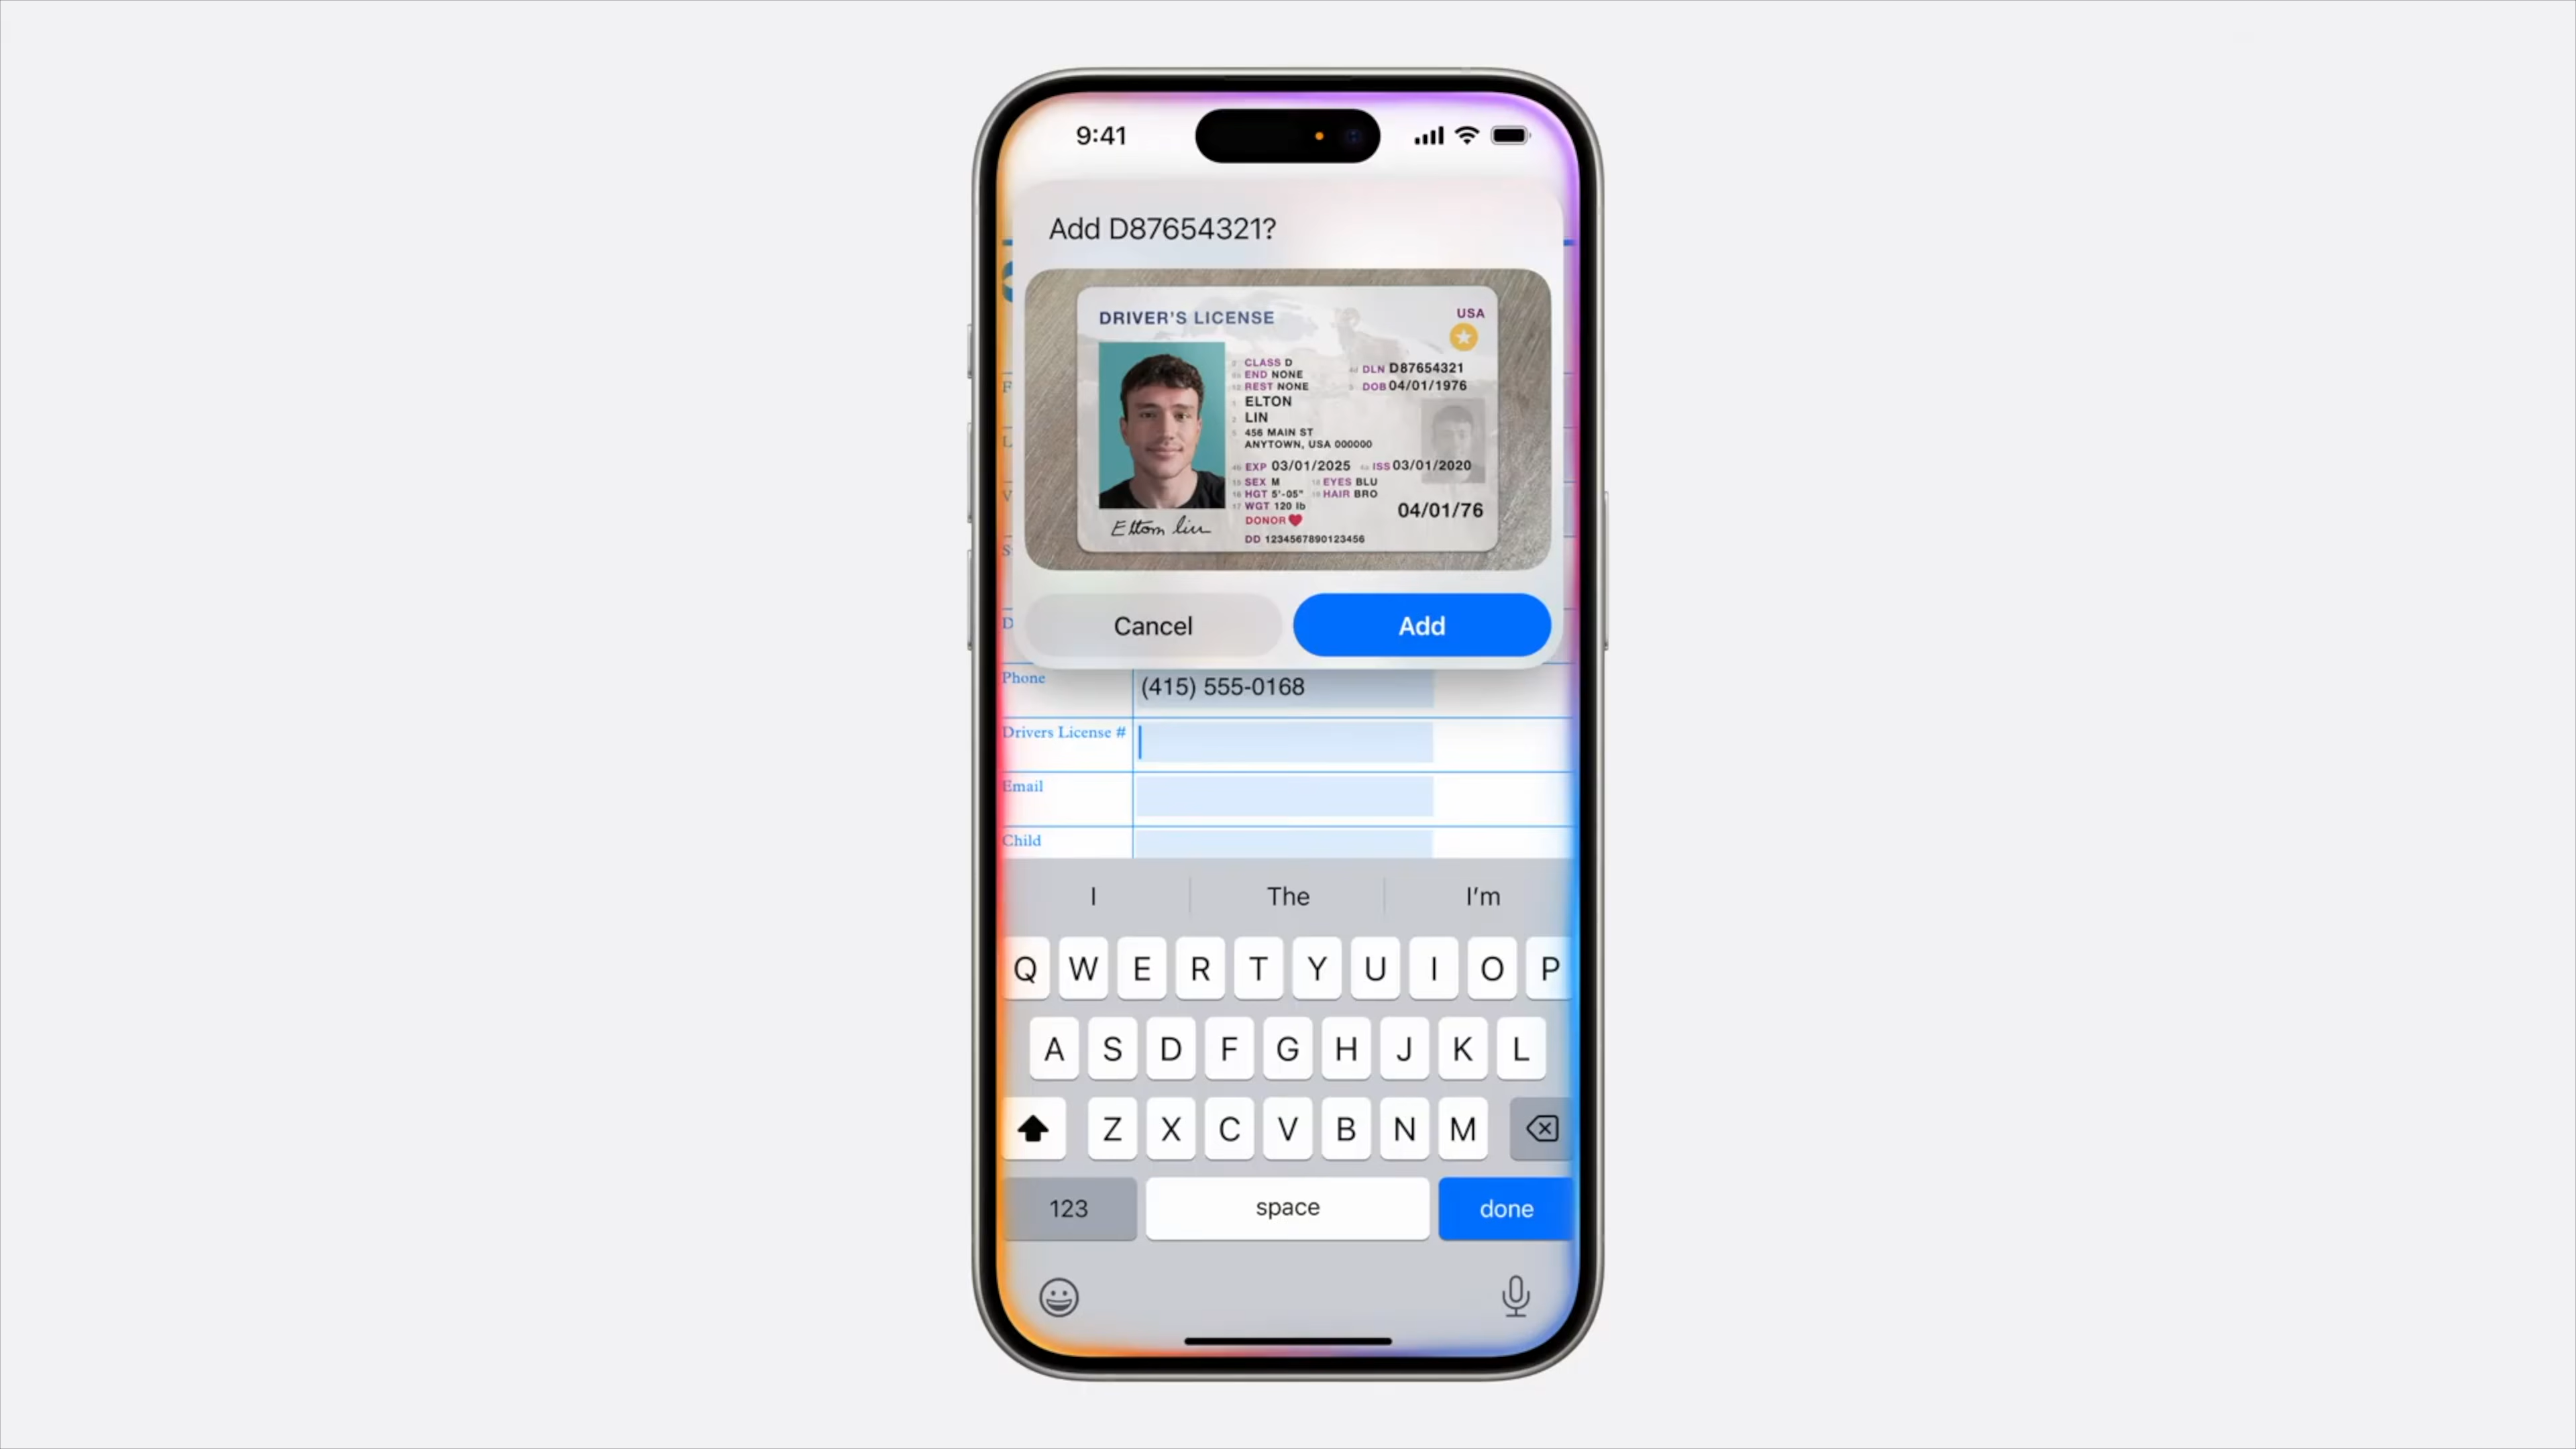 9:41
Add D87654321?
DRIVER'S LICENSE
USA
CLASS D
END NONE
REST NONE
DLN D87654321
DOB 04/01/1976
ELTON
LIN
456 MAIN ST
ANYTOWN, USA 000000
EXP 03/01/2025 ISS 03/01/2020
SEX M EYES BLU
HGT 5'-05" HAIR BRO
WGT 120 lb
04/01/76
DONOR
Elton lin
DD 1234567890123456
Cancel Add
F
L
V
S
D
Phone (415) 555-0168
Drivers License #
Email
Child
I The I'm
Q W E R T Y U I O P
A S D F G H J K L
Z X C V B N M
123 space done